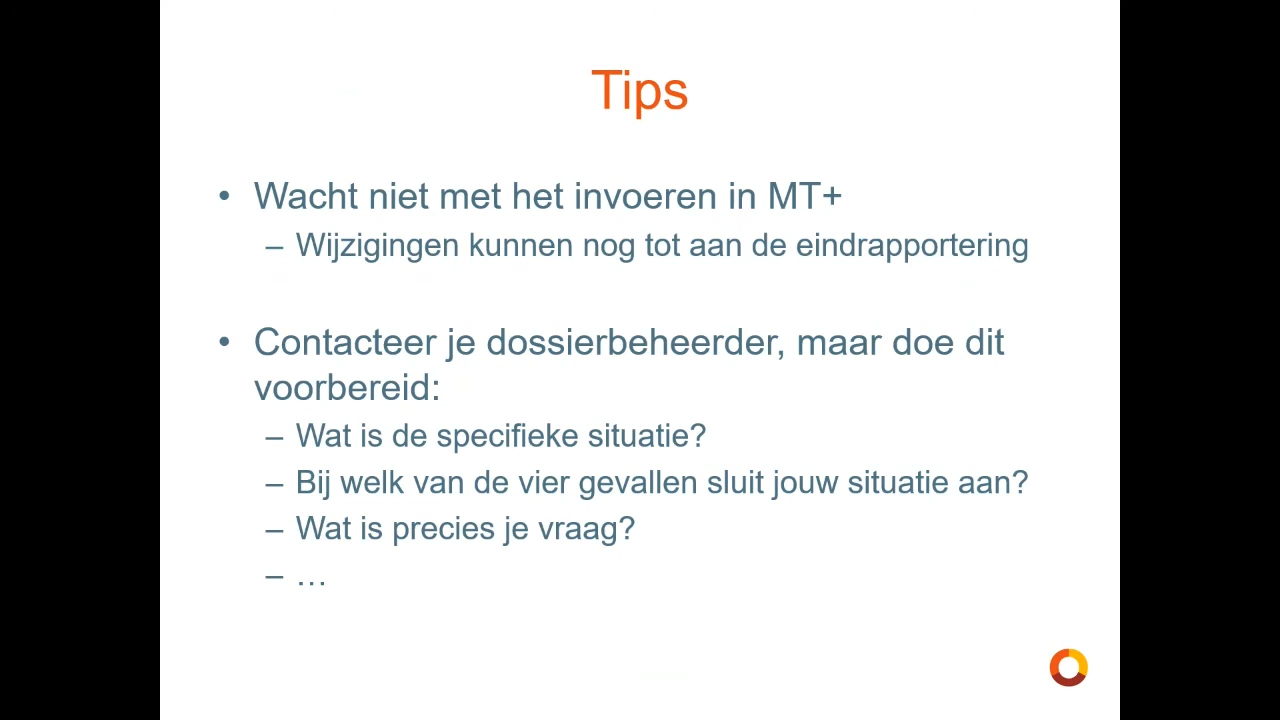 Tips
• Wacht niet met het invoeren in MT+
– Wijzigingen kunnen nog tot aan de eindrapportering
• Contacteer je dossierbeheerder, maar doe dit
voorbereid:
– Wat is de specifieke situatie?
– Bij welk van de vier gevallen sluit jouw situatie aan?
– Wat is precies je vraag?
– …